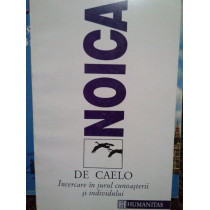 NOICA
DE CAELO
Încercare în jurul cunoașterii
și individului
HUMANITAS